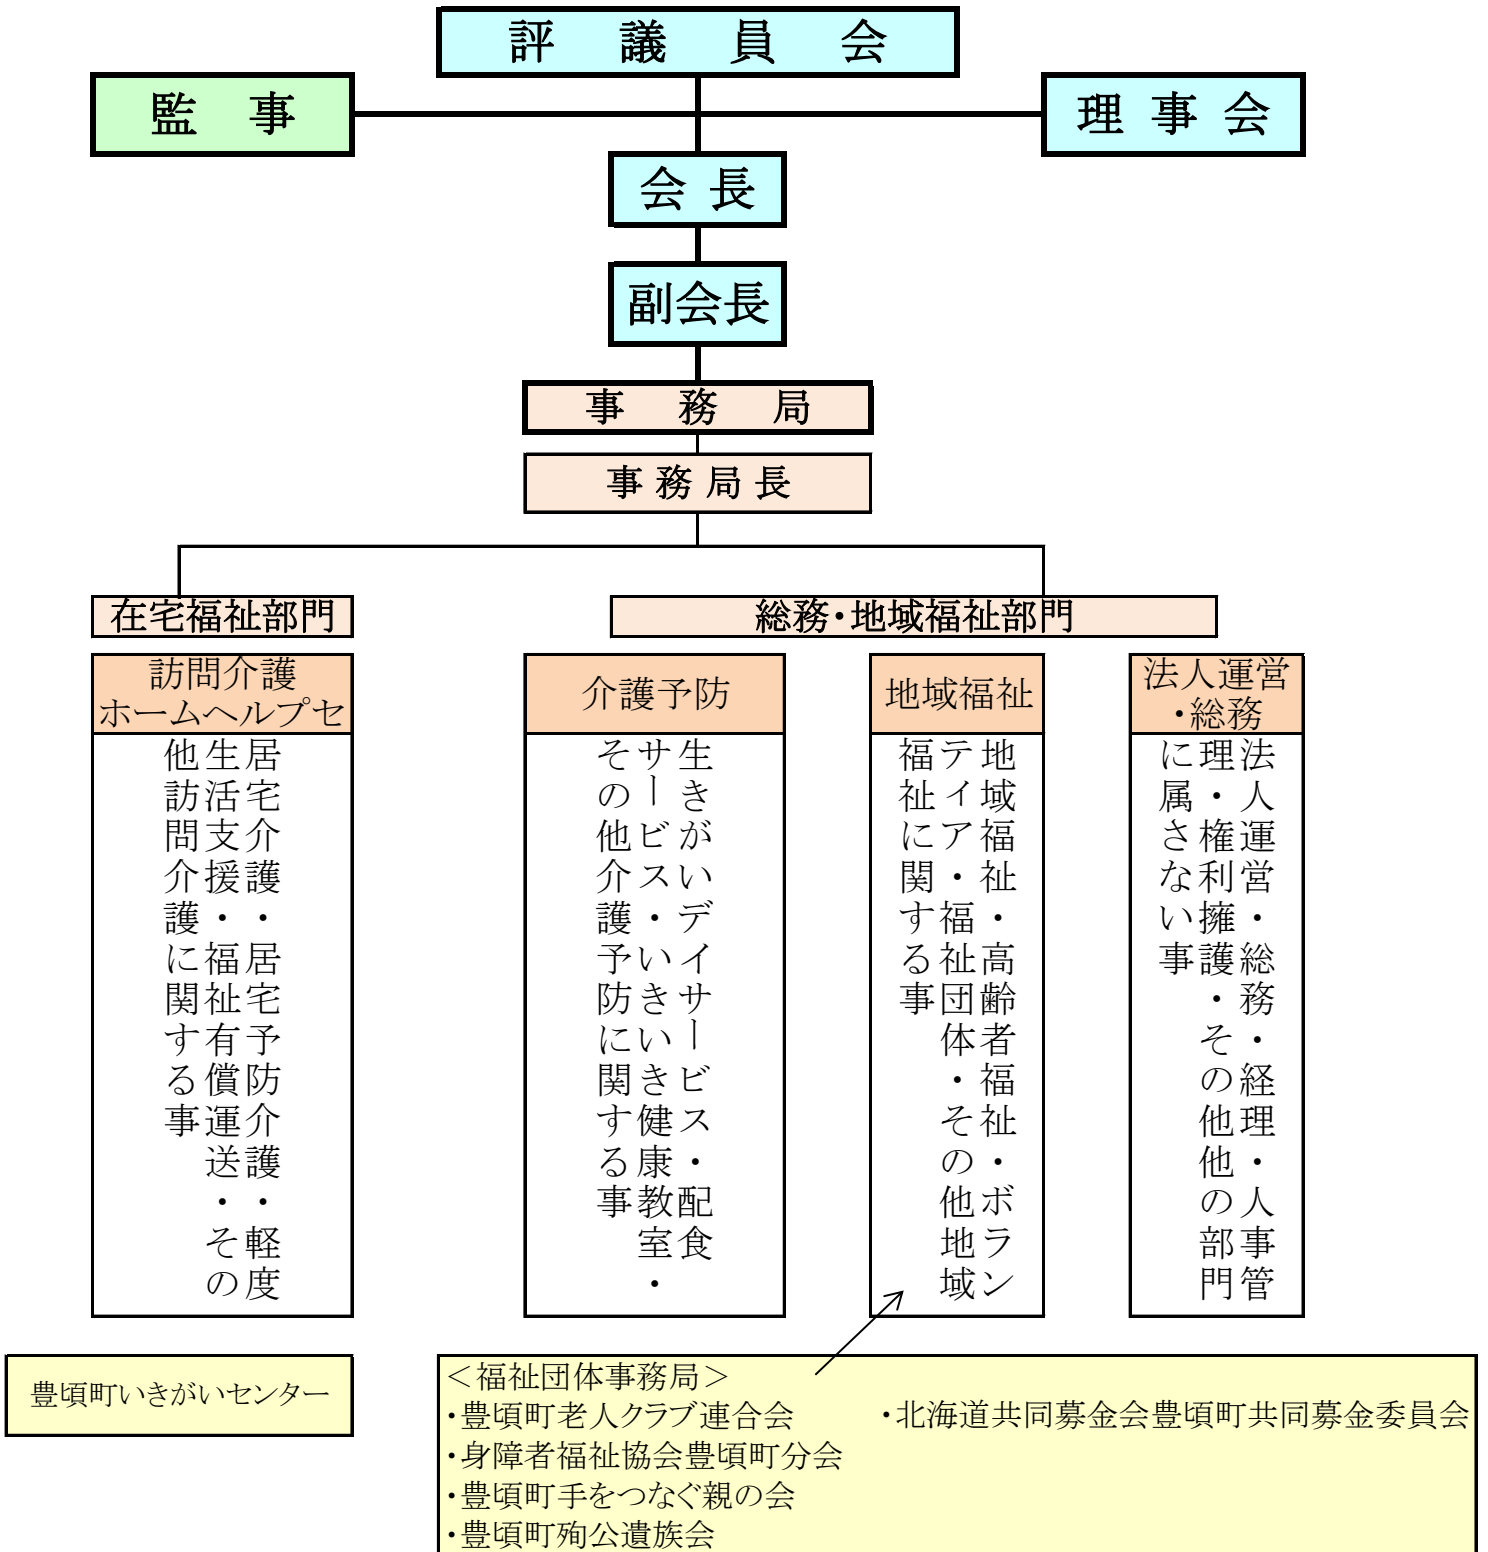 評議員会
監事
理事会
会長
副会長
事務局
事務局長
在宅福祉部門
総務・地域福祉部門
訪問介護
ホームヘルプセ
居宅介護・居宅予防介護・軽度
生活支援・福祉有償運送・その
他訪問介護に関する事
介護予防
生きがいデイサービス・配食
サービス・いきいき健康教室・
その他介護予防に関する事
地域福祉
地域福祉・高齢者福祉・ボラン
ティア・福祉団体・その他地域
福祉に関する事
法人運営
・総務
法人運営・総務・経理・人事管
理・権利擁護・その他他の部門
に属さない事
豊頃町いきがいセンター
＜福祉団体事務局＞
・豊頃町老人クラブ連合会
・北海道共同募金会豊頃町共同募金委員会
・身障者福祉協会豊頃町分会
・豊頃町手をつなぐ親の会
・豊頃町殉公遺族会